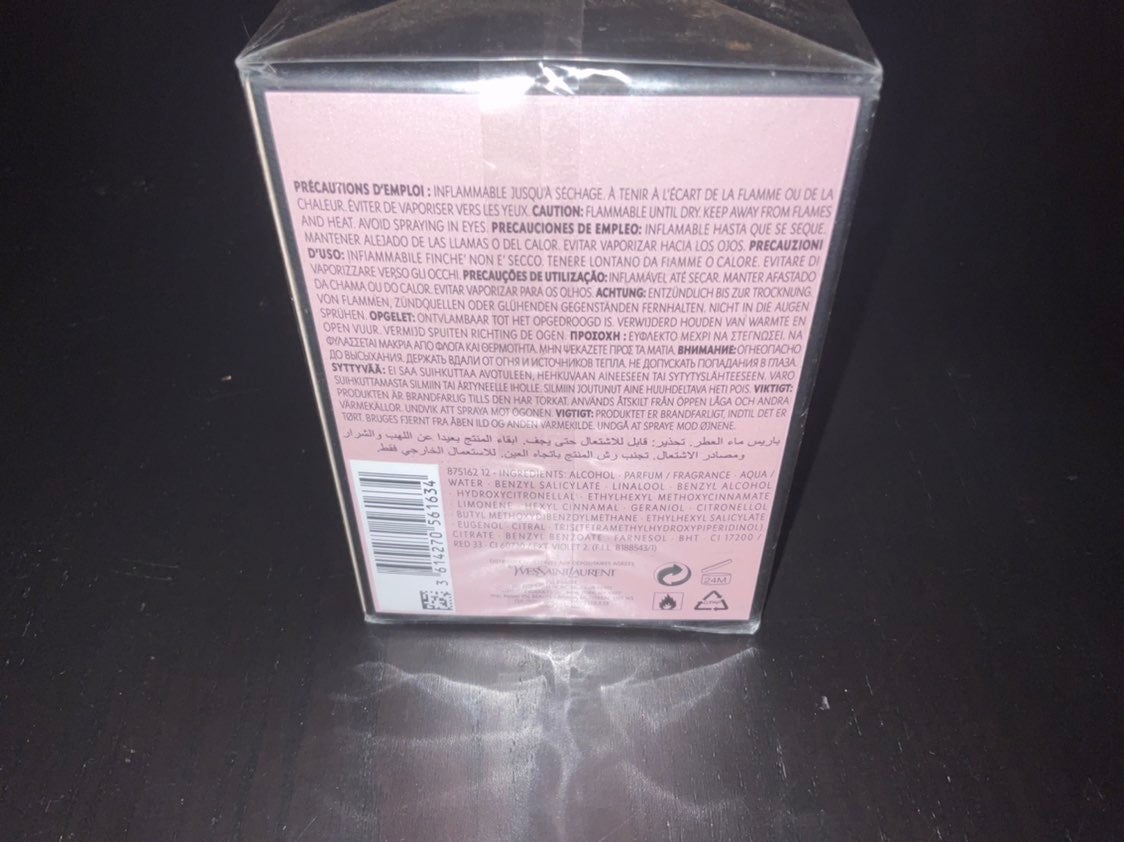 PRÉCAUTIONS D'EMPLOI : INFLAMMABLE JUSQU'À SÉCHAGE. À TENIR À L'ÉCART DE LA FLAMME OU DE LA
CHALEUR. ÉVITER DE VAPORISER VERS LES YEUX. CAUTION: FLAMMABLE UNTIL DRY. KEEP AWAY FROM FLAMES
AND HEAT. AVOID SPRAYING IN EYES. PRECAUCIONES DE EMPLEO: INFLAMABLE HASTA QUE SE SEQUE.
MANTENER ALEJADO DE LAS LLAMAS O DEL CALOR. EVITAR VAPORIZAR HACIA LOS OJOS. PRECAUZIONI
D'USO: INFIAMMABILE FINCHE' NON E' SECCO. TENERE LONTANO DA FIAMME O CALORE. EVITARE DI
VAPORIZZARE VERSO GLI OCCHI. PRECAUÇÕES DE UTILIZAÇÃO: INFLAMÁVEL ATÉ SECAR. MANTER AFASTADO
DA CHAMA OU DO CALOR. EVITAR VAPORIZAR PARA OS OLHOS. ACHTUNG: ENTZÜNDLICH BIS ZUR TROCKNUNG.
VON FLAMMEN, ZÜNDQUELLEN ODER GLÜHENDEN GEGENSTÄNDEN FERNHALTEN. NICHT IN DIE AUGEN
SPRÜHEN. OPGELET: ONTVLAMBAAR TOT HET OPGEDROOGD IS. VERWIJDERD HOUDEN VAN WARMTE EN
OPEN VUUR. VERMIJD SPUITEN RICHTING DE OGEN. ΠΡΟΣΟΧΗ : ΕΥΦΛΕΚΤΟ ΜΕΧΡΙ ΝΑ ΣΤΕΓΝΩΣΕΙ. ΝΑ
ΦΥΛΑΣΣΕΤΑΙ ΜΑΚΡΙΑ ΑΠΟ ΦΛΟΓΑ ΚΑΙ ΘΕΡΜΟΤΗΤΑ. ΜΗΝ ΨΕΚΑΖΕΤΕ ΠΡΟΣ ΤΑ ΜΑΤΙΑ. ВНИМАНИЕ: ОГНЕОПАСНО
ДО ВЫСЫХАНИЯ. ДЕРЖАТЬ ВДАЛИ ОТ ОГНЯ И ИСТОЧНИКОВ ТЕПЛА. НЕ ДОПУСКАТЬ ПОПАДАНИЯ В ГЛАЗА.
SYTTYVÄÄ: EI SAA SUIHKUTTAA AVOTULEEN, HEHKUVAAN AINEESEEN TAI SYTYTYSLÄHTEESEEN. VARO
SUIHKUTTAMASTA SILMIIN TAI ÄRTYNEELLE IHOLLE. SILMIIN JOUTUNUT AINE HUUHDELTAVA HETI POIS. VIKTIGT:
PRODUKTEN ÄR BRANDFARLIG TILLS DEN HAR TORKAT. ANVÄNDS ÅTSKILT FRÅN ÖPPEN LÅGA OCH ANDRA
VÄRMEKÄLLOR. UNDVIK ATT SPRAYA MOT ÖGONEN. VIGTIGT: PRODUKTET ER BRANDFARLIGT, INDTIL DET ER
TØRT. BRUGES FJERNT FRA ÅBEN ILD OG ANDEN VARMEKILDE. UNDGÅ AT SPRAYE MOD ØJNENE.
باريس ماء العطر. تحذير: قابل للاشتعال حتى يجف. ابقاء المنتج بعيدا عن اللهب والشرار
ومصادر الاشتعال. تجنب رش المنتج باتجاه العين. للاستعمال الخارجي فقط.
875162 12 - INGREDIENTS: ALCOHOL · PARFUM / FRAGRANCE · AQUA /
WATER · BENZYL SALICYLATE · LINALOOL · BENZYL ALCOHOL
· HYDROXYCITRONELLAL · ETHYLHEXYL METHOXYCINNAMATE
LIMONENE · HEXYL CINNAMAL · GERANIOL · CITRONELLOL
BUTYL METHOXYDIBENZOYLMETHANE · ETHYLHEXYL SALICYLATE
EUGENOL · CITRAL · TRIS(TETRAMETHYLHYDROXYPIPERIDINOL)
CITRATE · BENZYL BENZOATE · FARNESOL · BHT · CI 17200 /
RED 33 · CI 60730 / EXT. VIOLET 2. (F.I.L. B188543/1)
YVES SAINT LAURENT
3 614270 561634
24M